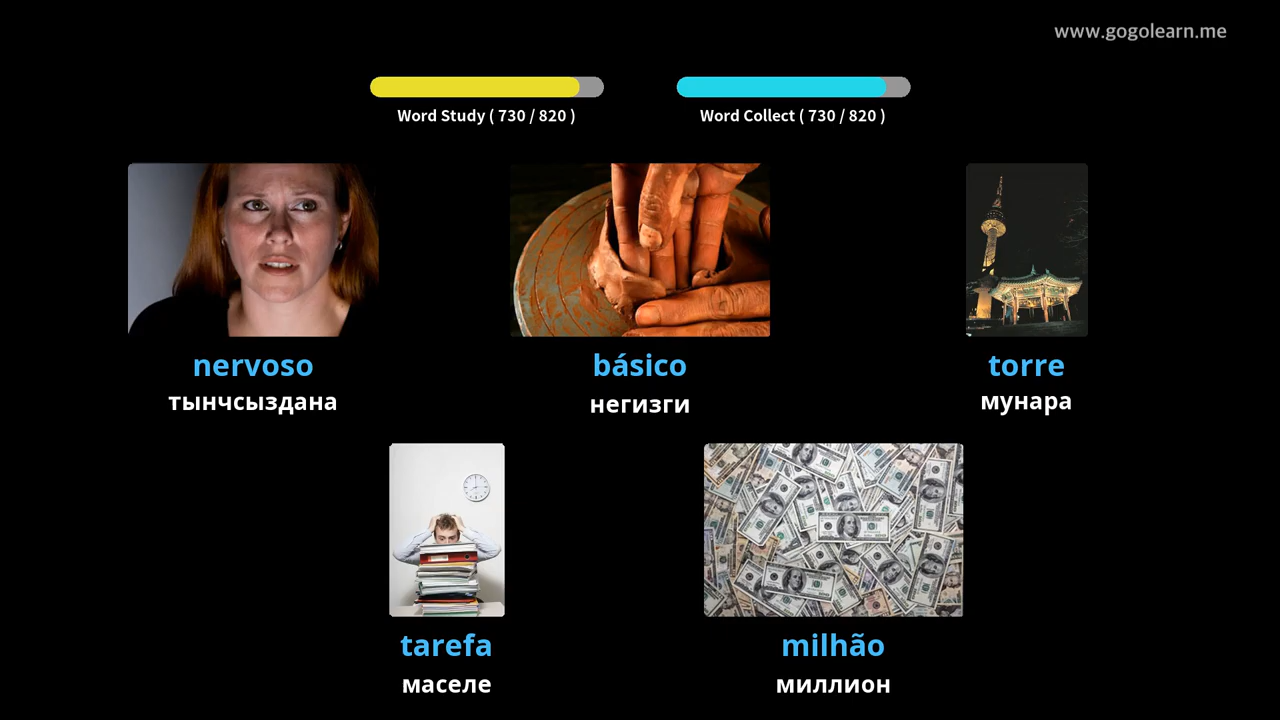 www.gogolearn.me
Word Study ( 730 / 820 )
Word Collect ( 730 / 820 )
nervoso
тынчсыздана
básico
негизги
torre
мунара
tarefa
маселе
milhão
миллион